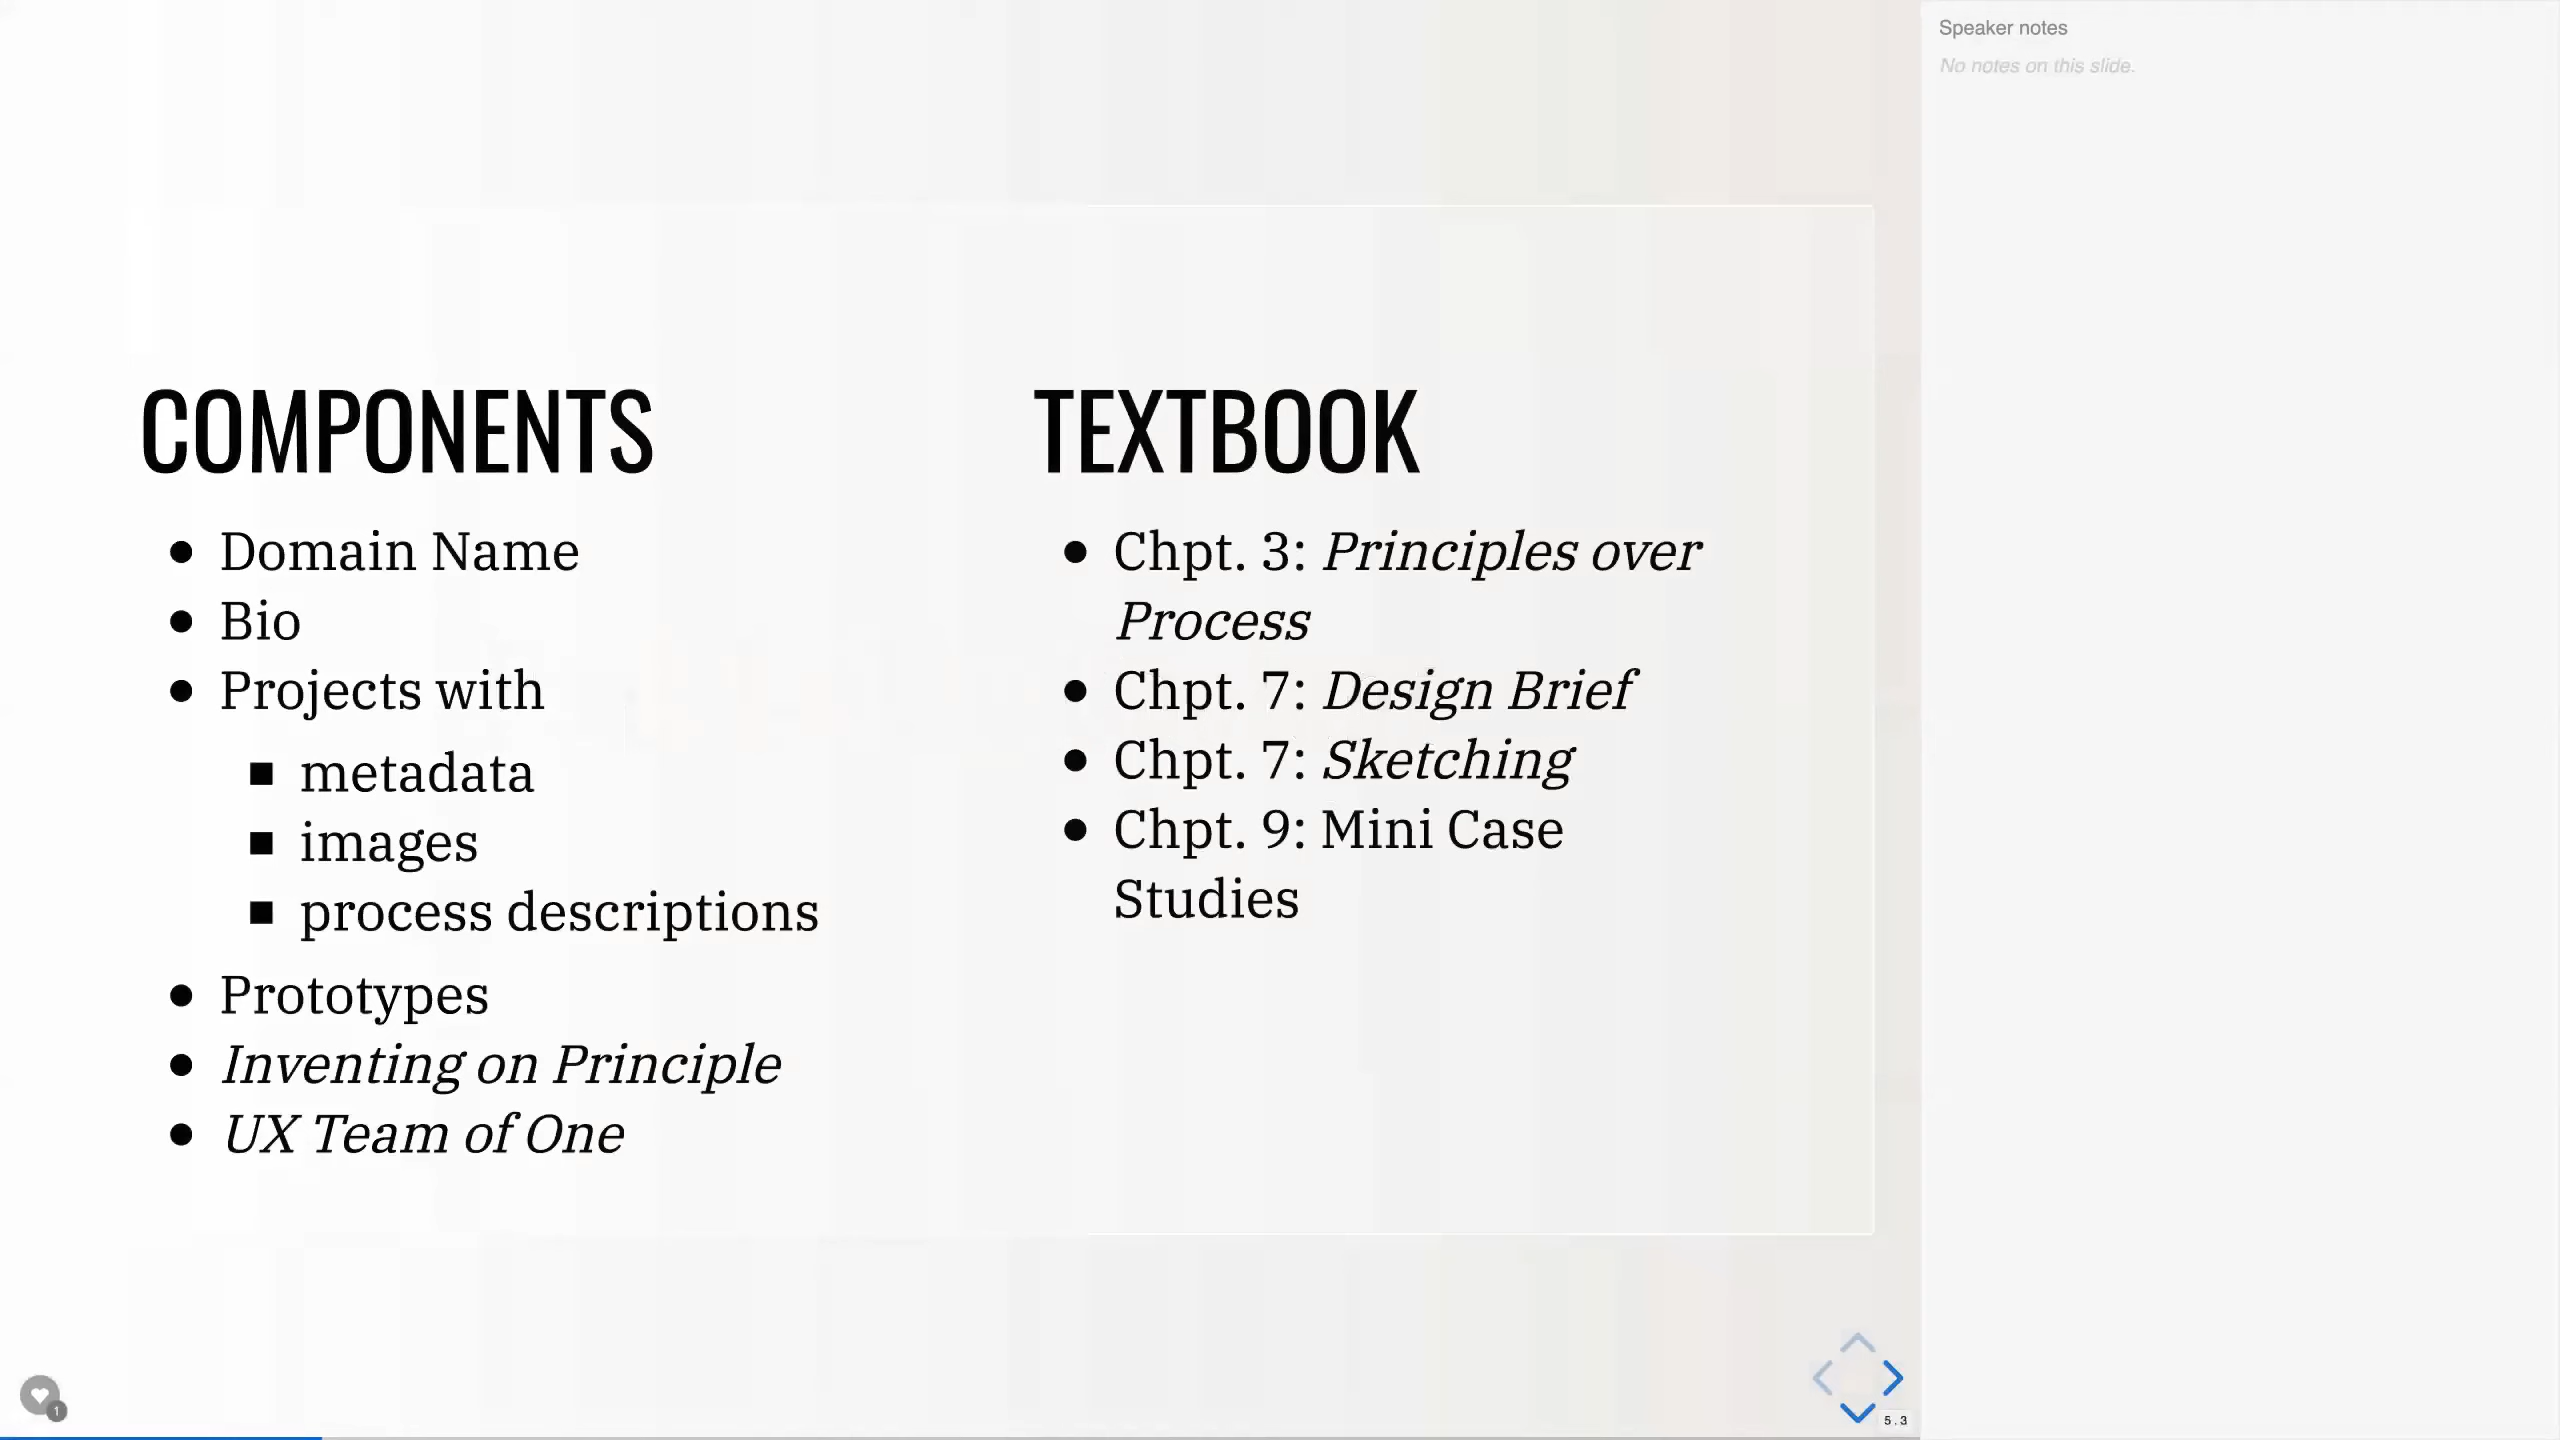 COMPONENTS
Domain Name
Bio
Projects with
metadata
images
process descriptions
Prototypes
Inventing on Principle
UX Team of One
TEXTBOOK
Chpt. 3: Principles over
Process
Chpt. 7: Design Brief
Chpt. 7: Sketching
Chpt. 9: Mini Case
Studies
Speaker notes
No notes on this slide.
1
5.3